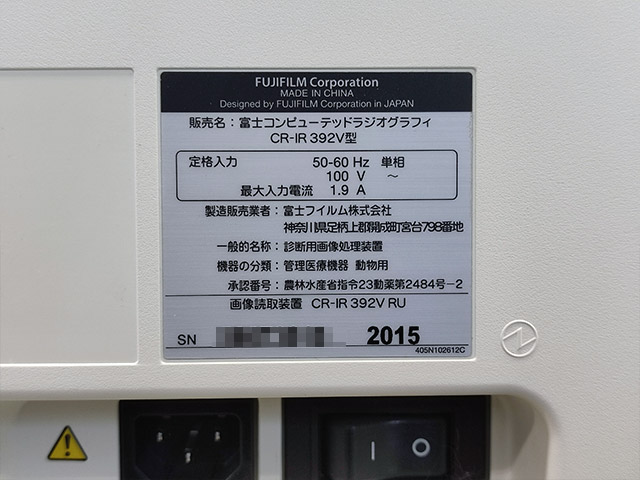 FUJIFILM Corporation
MADE IN CHINA
Designed by FUJIFILM Corporation in JAPAN
販売名：富士コンピューテッドラジオグラフィ
CR-IR 392V型
定格入力 50-60 Hz 単相
100 V ～
最大入力電流 1.9 A
製造販売業者：富士フイルム株式会社
神奈川県足柄上郡開成町宮台798番地
一般的名称：診断用画像処理装置
機器の分類：管理医療機器 動物用
承認番号：農林水産省指令23動薬第2484号-2
画像読取装置 CR-IR 392V RU
SN 2015
405N102612C